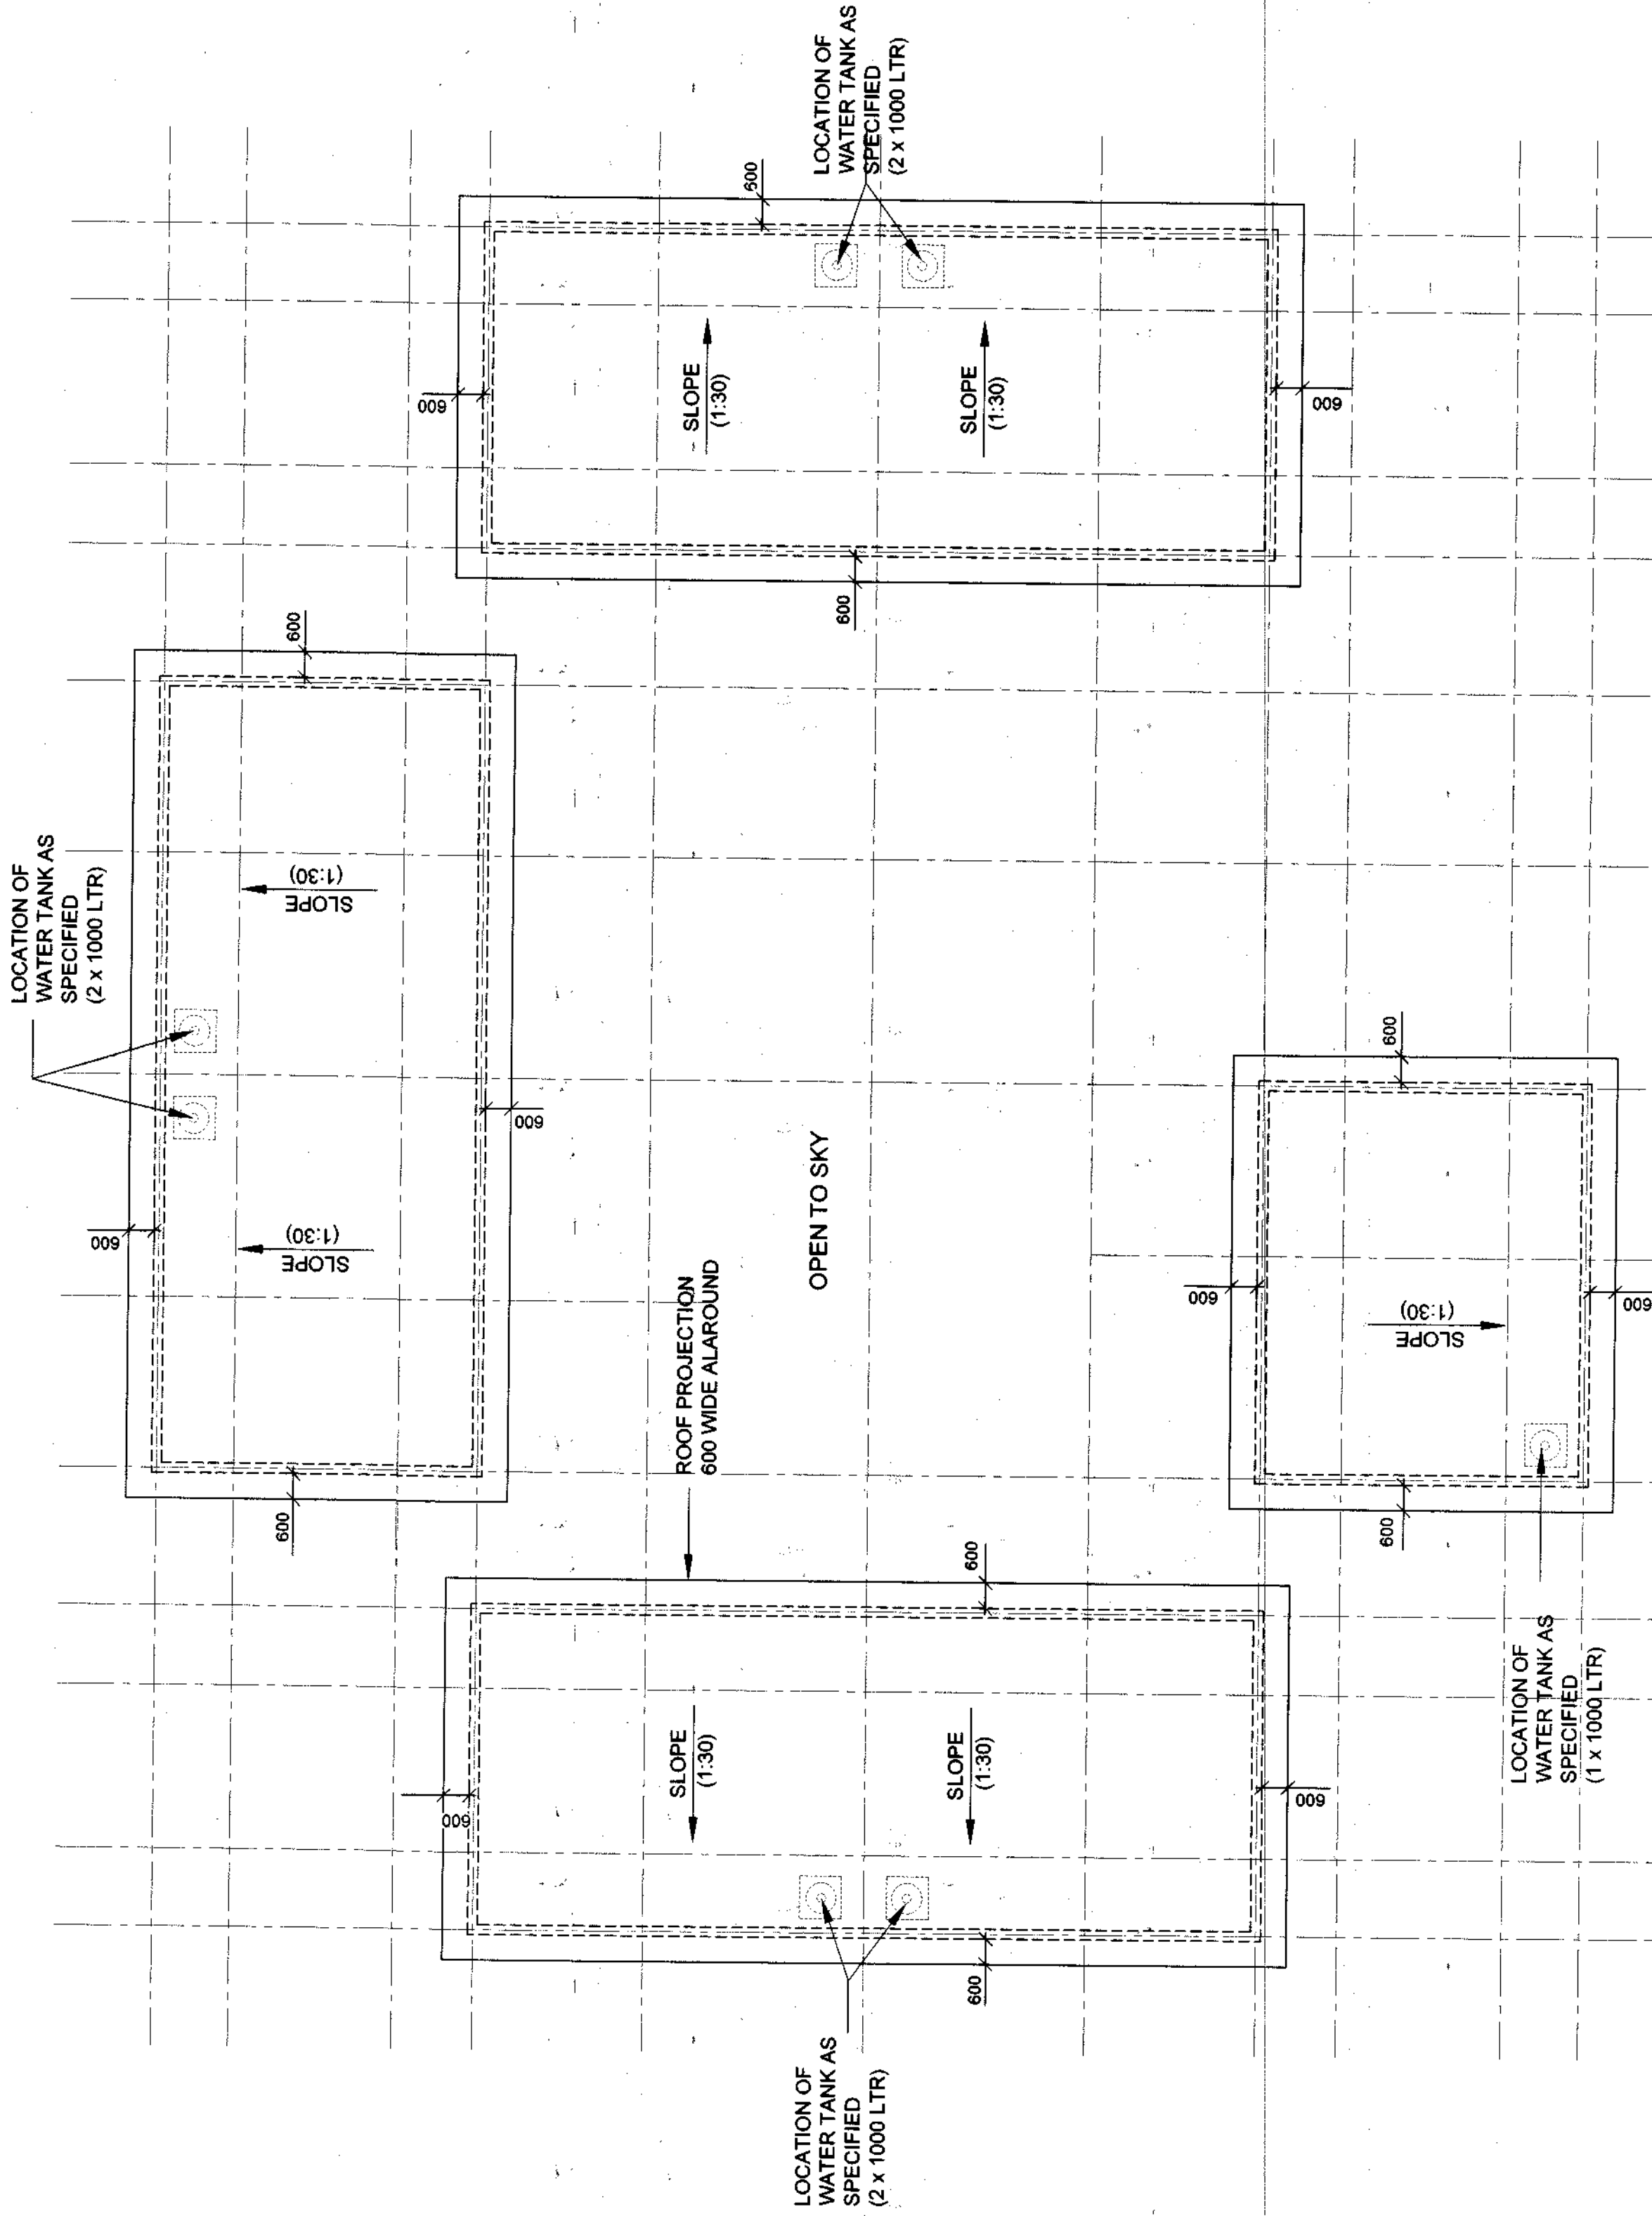 LOCATION OF
WATER TANK AS
SPECIFIED
(2 x 1000 LTR)
600
600
SLOPE
(1:30)
SLOPE
(1:30)
600
600
LOCATION OF
WATER TANK AS
SPECIFIED
(2 x 1000 LTR)
600
SLOPE
(1:30)
SLOPE
(1:30)
600
600
600
LOCATION OF
WATER TANK AS
SPECIFIED
(2 x 1000 LTR)
600
SLOPE
(1:30)
SLOPE
(1:30)
600
600
600
ROOF PROJECTION
600 WIDE ALAROUND
OPEN TO SKY
600
600
SLOPE
(1:30)
600
600
LOCATION OF
WATER TANK AS
SPECIFIED
(1 x 1000 LTR)